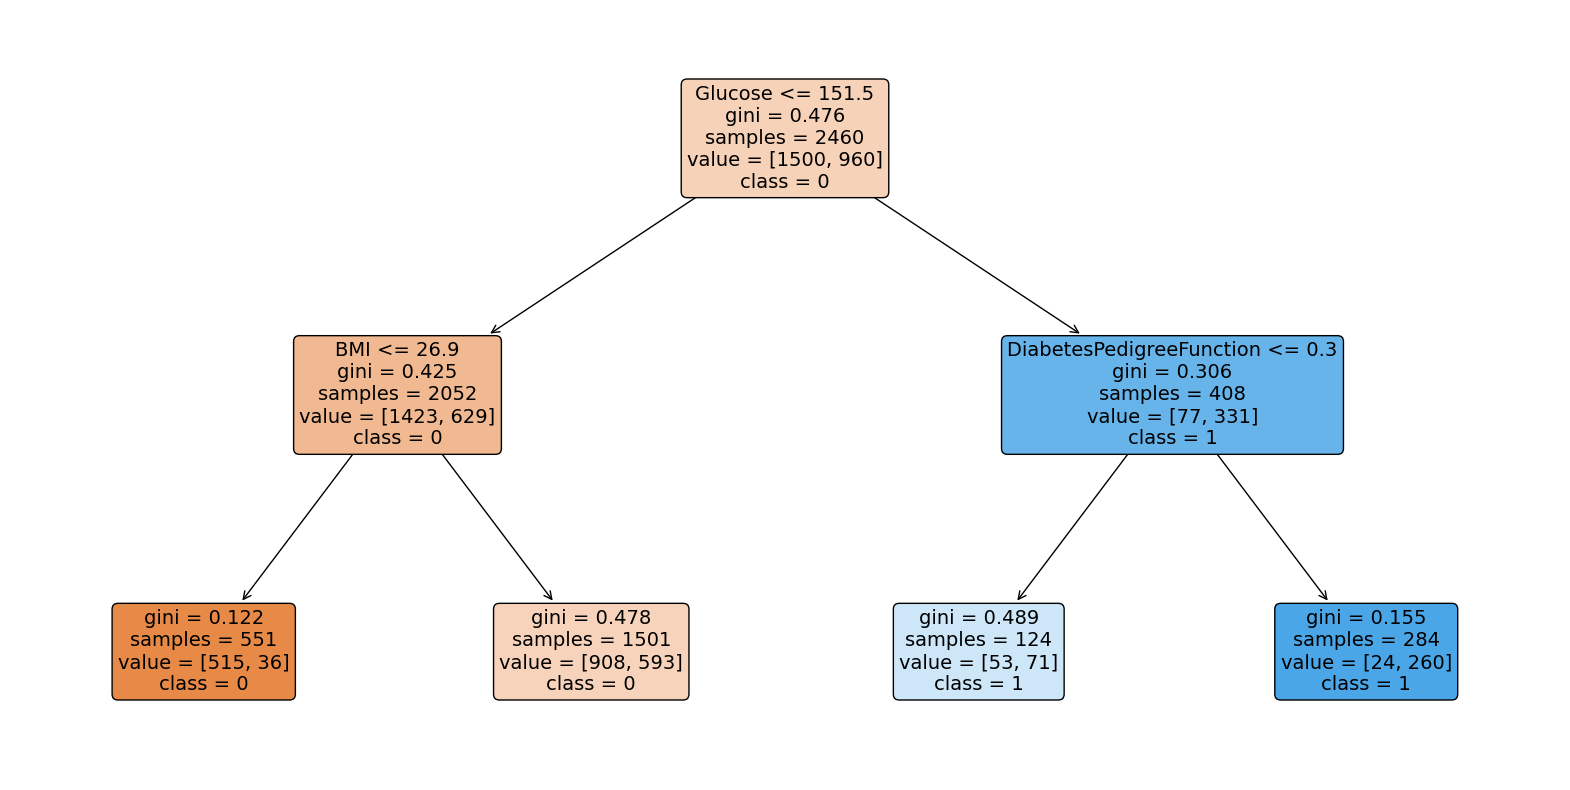 Glucose <= 151.5
gini = 0.476
samples = 2460
value = [1500, 960]
class = 0
BMI <= 26.9
gini = 0.425
samples = 2052
value = [1423, 629]
class = 0
DiabetesPedigreeFunction <= 0.3
gini = 0.306
samples = 408
value = [77, 331]
class = 1
gini = 0.122
samples = 551
value = [515, 36]
class = 0
gini = 0.478
samples = 1501
value = [908, 593]
class = 0
gini = 0.489
samples = 124
value = [53, 71]
class = 1
gini = 0.155
samples = 284
value = [24, 260]
class = 1